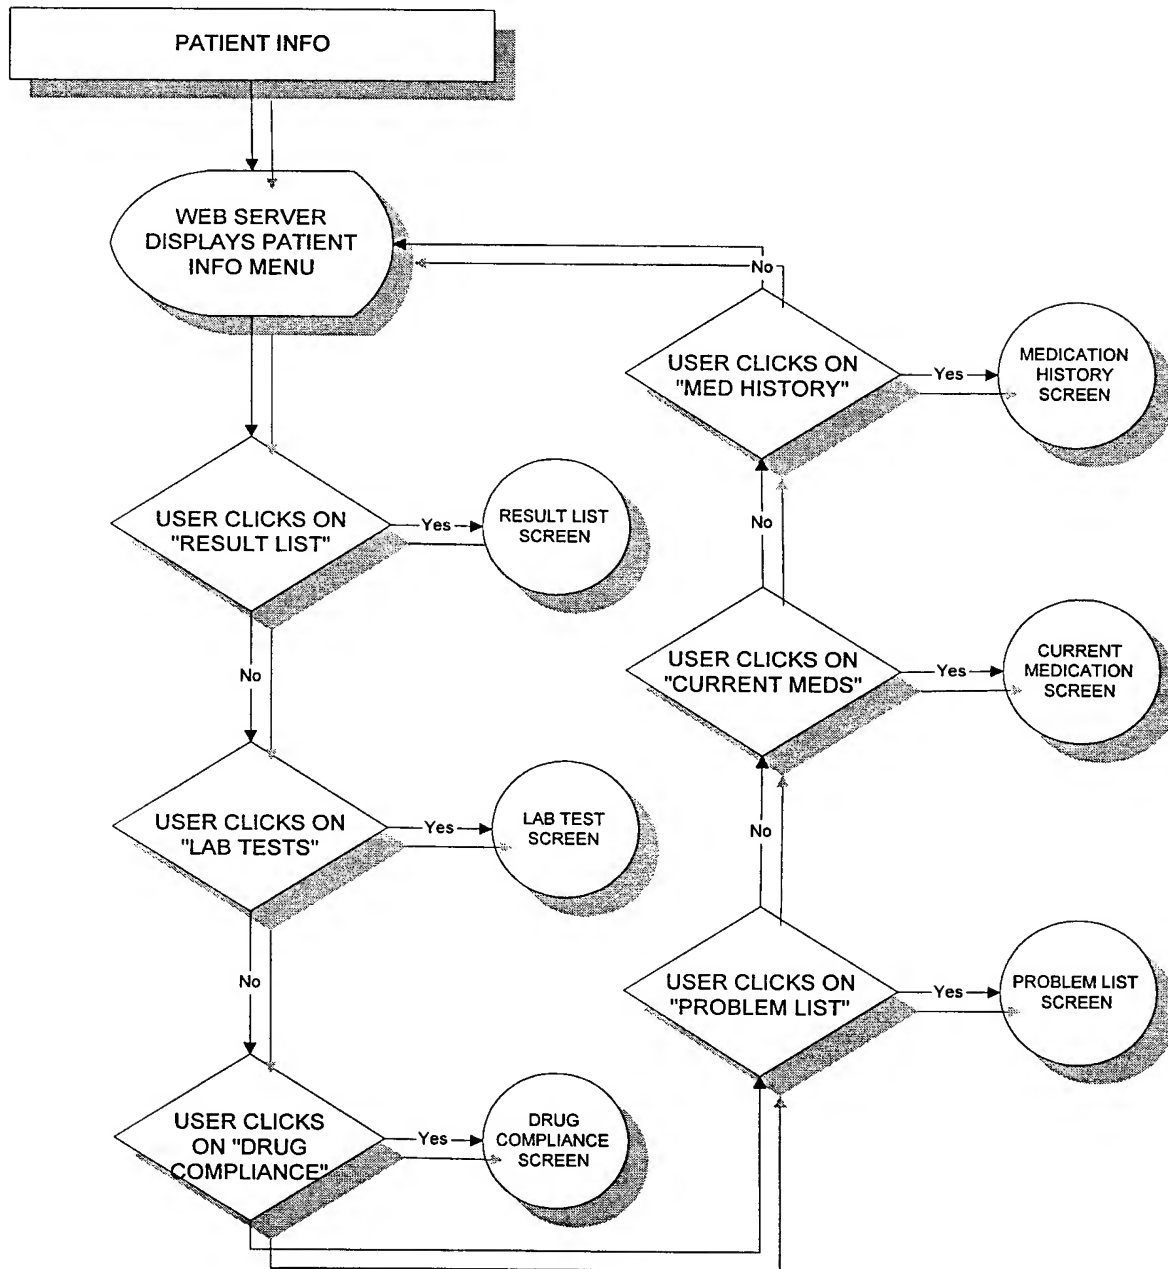 PATIENT INFO
WEB SERVER
DISPLAYS PATIENT
INFO MENU
USER CLICKS ON
"RESULT LIST"
Yes
RESULT LIST
SCREEN
No
USER CLICKS ON
"LAB TESTS"
Yes
LAB TEST
SCREEN
No
USER CLICKS
ON "DRUG
COMPLIANCE"
Yes
DRUG
COMPLIANCE
SCREEN
USER CLICKS ON
"PROBLEM LIST"
Yes
PROBLEM LIST
SCREEN
No
USER CLICKS ON
"CURRENT MEDS"
Yes
CURRENT
MEDICATION
SCREEN
No
USER CLICKS ON
"MED HISTORY"
Yes
MEDICATION
HISTORY
SCREEN
No